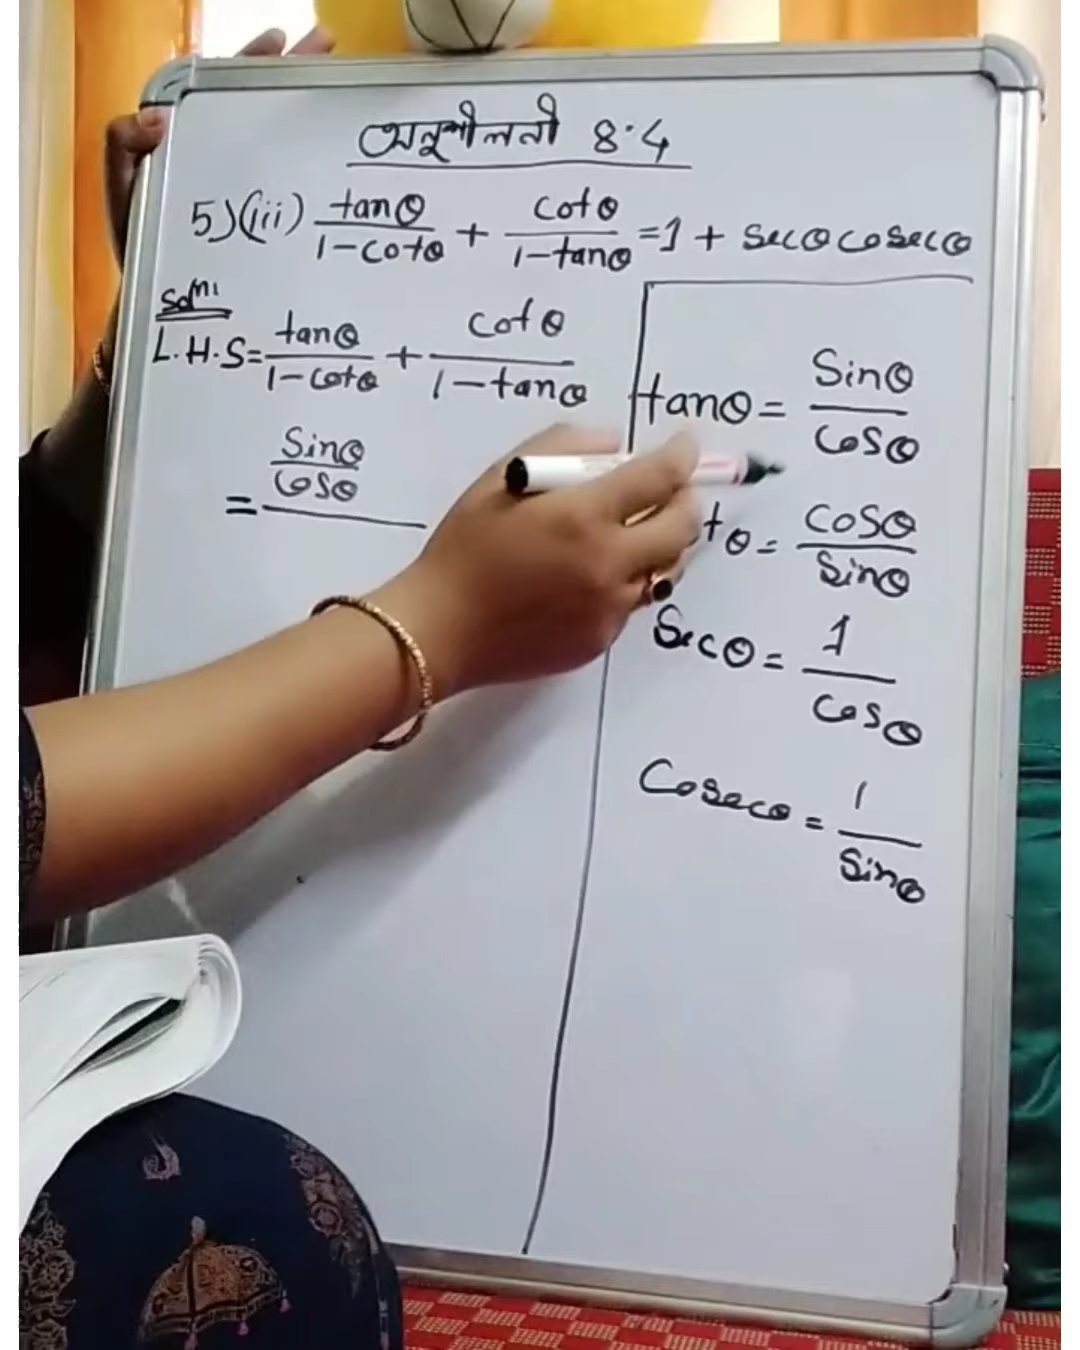 অনুশীলনী 8.4
5)(iii) tanθ/1-cotθ + cotθ/1-tanθ = 1 + secθ cosecθ
Soln:
L.H.S = tanθ/1-cotθ + cotθ/1-tanθ
= Sinθ/Cosθ
tanθ = Sinθ/Cosθ
tθ = Cosθ/Sinθ
Secθ = 1/Cosθ
Cosecθ = 1/Sinθ